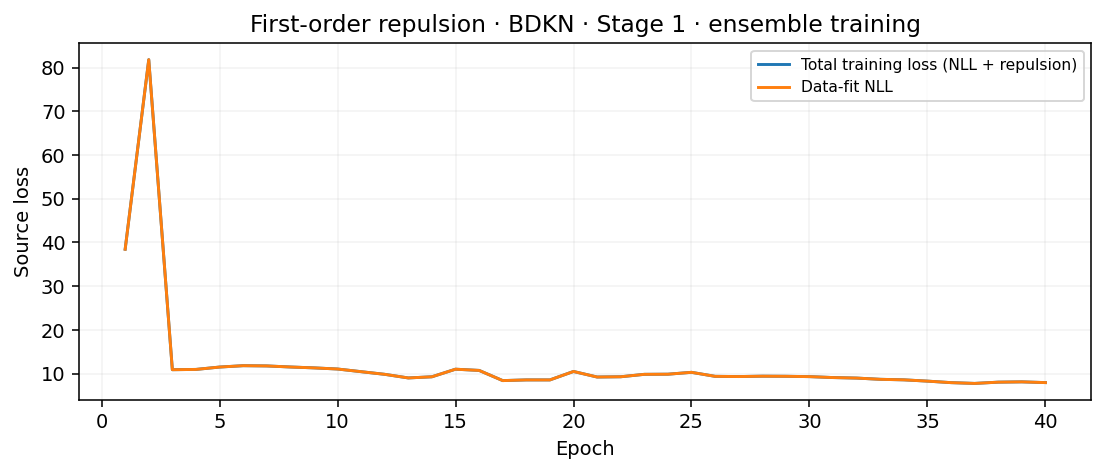 First-order repulsion · BDKN · Stage 1 · ensemble training
Total training loss (NLL + repulsion)
Data-fit NLL
Source loss
80
70
60
50
40
30
20
10
0 5 10 15 20 25 30 35 40
Epoch